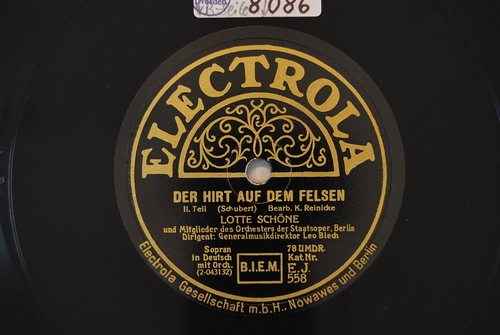 8086
ELECTROLA
DER HIRT AUF DEM FELSEN
II. Teil (Schubert) Bearb. K. Reinicke
LOTTE SCHÖNE
und Mitglieder des Orchesters der Staatsoper, Berlin
Dirigent: Generalmusikdirektor Leo Blech
Sopran
in Deutsch
mit Orch.
(2-043132)
B.I.E.M.
78 UMDR.
Kat.Nr.
E.J.
558
Electrola Gesellschaft m.b.H., Nowawes und Berlin